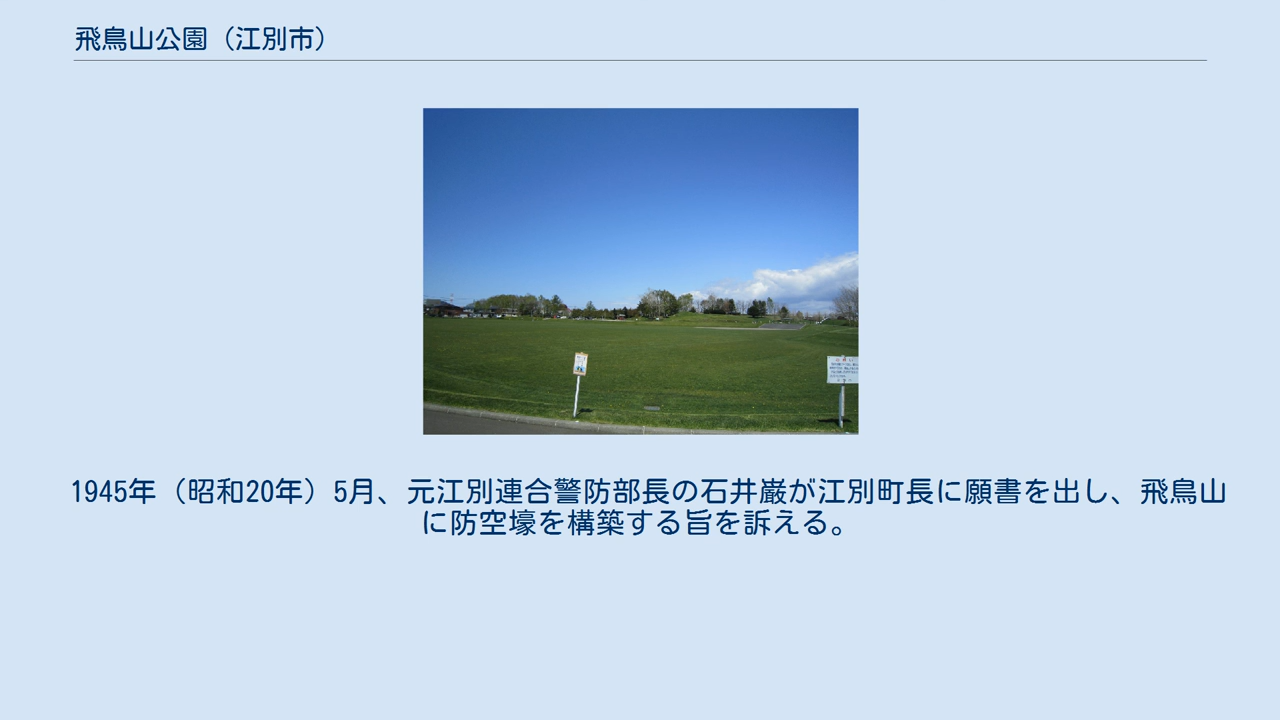 飛鳥山公園（江別市）
1945年（昭和20年）5月、元江別連合警防部長の石井巌が江別町長に願書を出し、飛鳥山
に防空壕を構築する旨を訴える。